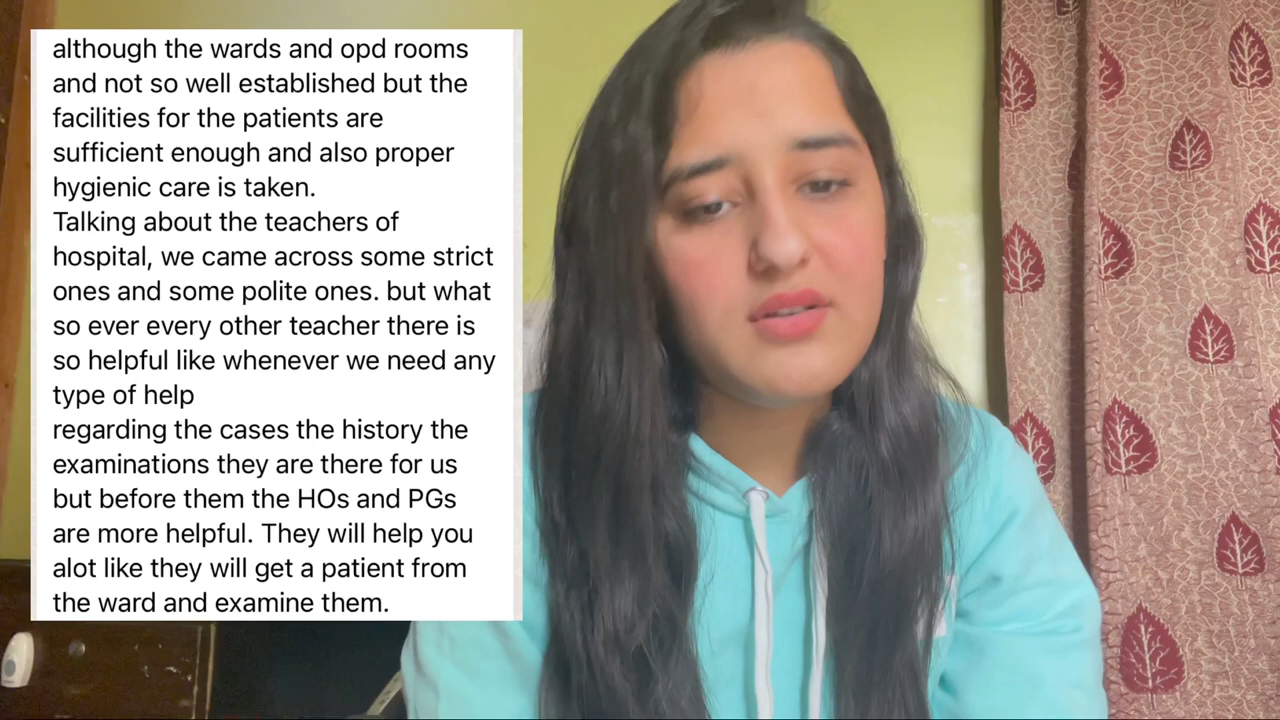 although the wards and opd rooms
and not so well established but the
facilities for the patients are
sufficient enough and also proper
hygienic care is taken.
Talking about the teachers of
hospital, we came across some strict
ones and some polite ones. but what
so ever every other teacher there is
so helpful like whenever we need any
type of help
regarding the cases the history the
examinations they are there for us
but before them the HOs and PGs
are more helpful. They will help you
alot like they will get a patient from
the ward and examine them.